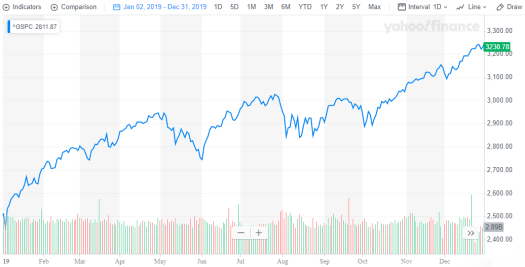 Indicators Comparison Jan 02, 2019 - Dec 31, 2019 1D 5D 1M 3M 6M YTD 1Y 2Y 5Y Max Interval 1D Line Draw
^GSPC 2811.87
yahoo!finance
3,300.00
3230.78
3,200.00
3,100.00
3,000.00
2,900.00
2,800.00
2,700.00
2,600.00
2,500.00
2.89B
2,400.00
19 Feb Mar Apr May Jun Jul Aug Sep Oct Nov Dec